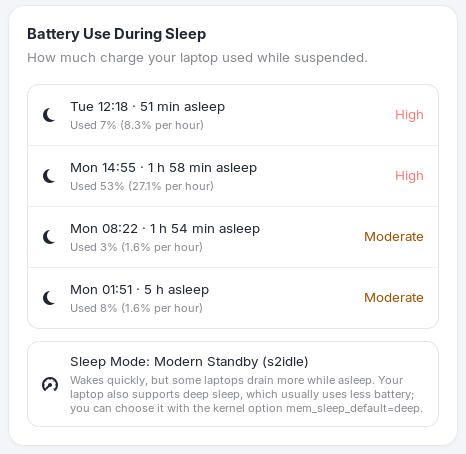 Battery Use During Sleep
How much charge your laptop used while suspended.
Tue 12:18 · 51 min asleep
Used 7% (8.3% per hour)
High
Mon 14:55 · 1 h 58 min asleep
Used 53% (27.1% per hour)
High
Mon 08:22 · 1 h 54 min asleep
Used 3% (1.6% per hour)
Moderate
Mon 01:51 · 5 h asleep
Used 8% (1.6% per hour)
Moderate
Sleep Mode: Modern Standby (s2idle)
Wakes quickly, but some laptops drain more while asleep. Your
laptop also supports deep sleep, which usually uses less battery;
you can choose it with the kernel option mem_sleep_default=deep.